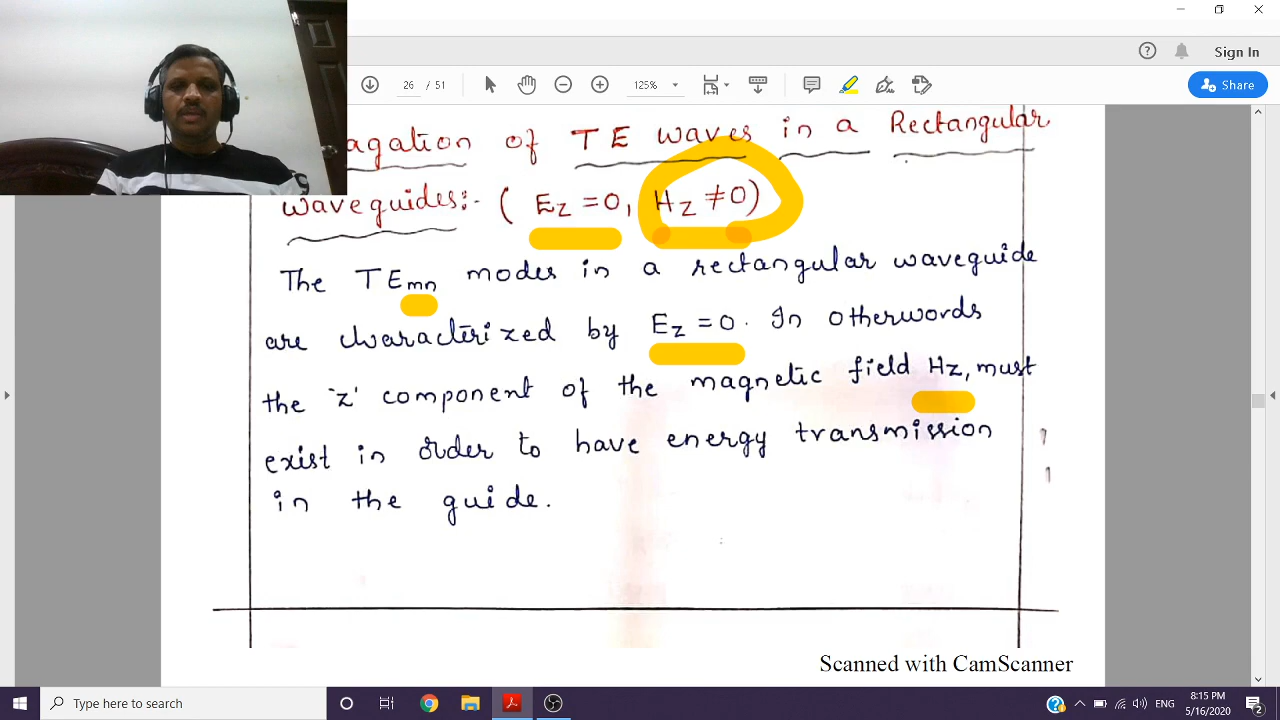 Sign In
26 / 51
125%
Share
agation of TE waves in a Rectangular
waveguides:- ( Ez =0, Hz ≠0)
The TEmn modes in a rectangular waveguide
are characterized by Ez =0. In otherwords
the 'z' component of the magnetic field Hz, must
exist in order to have energy transmission
in the guide.
Scanned with CamScanner
Type here to search
8:15 PM
5/16/2020